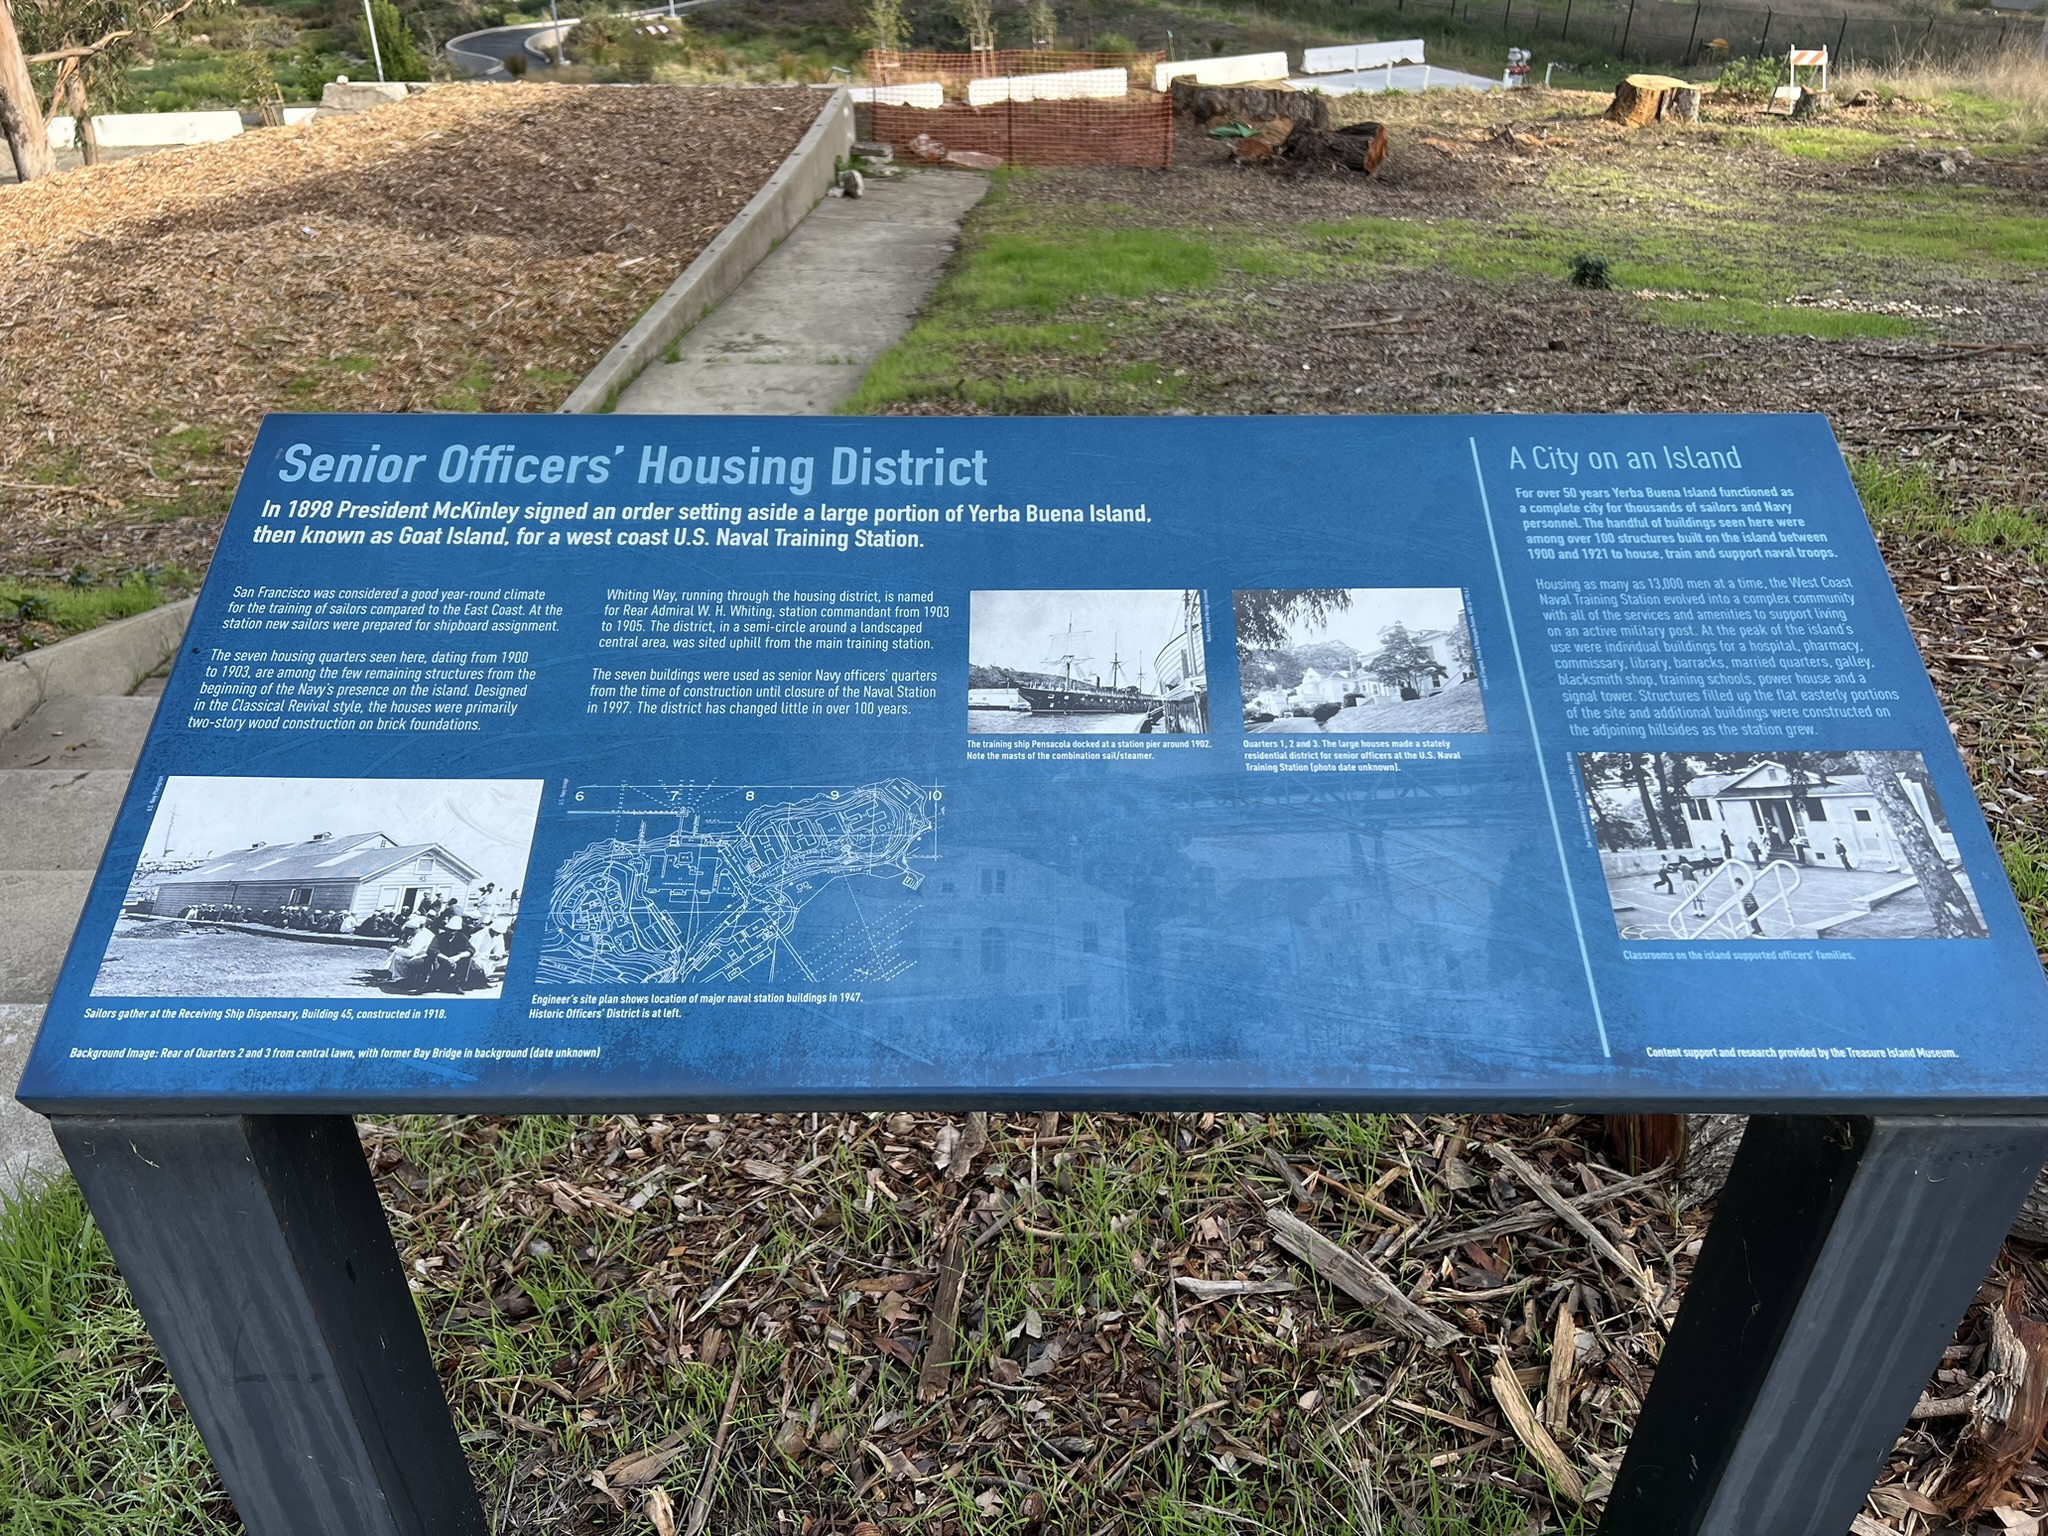 Senior Officers' Housing District
In 1898 President McKinley signed an order setting aside a large portion of Yerba Buena Island,
then known as Goat Island, for a west coast U.S. Naval Training Station.
San Francisco was considered a good year-round climate
for the training of sailors compared to the East Coast. At the
station new sailors were prepared for shipboard assignment.
The seven housing quarters seen here, dating from 1900
to 1903, are among the few remaining structures from the
beginning of the Navy's presence on the island. Designed
in the Classical Revival style, the houses were primarily
two-story wood construction on brick foundations.
Whiting Way, running through the housing district, is named
for Rear Admiral W. H. Whiting, station commandant from 1903
to 1905. The district, in a semi-circle around a landscaped
central area, was sited uphill from the main training station.
The seven buildings were used as senior Navy officers' quarters
from the time of construction until closure of the Naval Station
in 1997. The district has changed little in over 100 years.
The training ship Pensacola docked at a station pier around 1902.
Note the masts of the combination sail/steamer.
Quarters 1, 2 and 3. The large houses made a stately
residential district for senior officers at the U.S. Naval
Training Station (photo date unknown).
U.S. Navy Photograph
45
Sailors gather at the Receiving Ship Dispensary, Building 45, constructed in 1918.
6 7 8 9 10
Engineer's site plan shows location of major naval station buildings in 1947.
Historic Officers' District is at left.
Background Image: Rear of Quarters 2 and 3 from central lawn, with former Bay Bridge in background (date unknown)
A City on an Island
For over 50 years Yerba Buena Island functioned as
a complete city for thousands of sailors and Navy
personnel. The handful of buildings seen here were
among over 100 structures built on the island between
1900 and 1921 to house, train and support naval troops.
Housing as many as 13,000 men at a time, the West Coast
Naval Training Station evolved into a complex community
with all of the services and amenities to support living
on an active military post. At the peak of the island's
use were individual buildings for a hospital, pharmacy,
commissary, library, barracks, married quarters, galley,
blacksmith shop, training schools, power house and a
signal tower. Structures filled up the flat easterly portions
of the site and additional buildings were constructed on
the adjoining hillsides as the station grew.
Classrooms on the island supported officers' families.
Content support and research provided by the Treasure Island Museum.